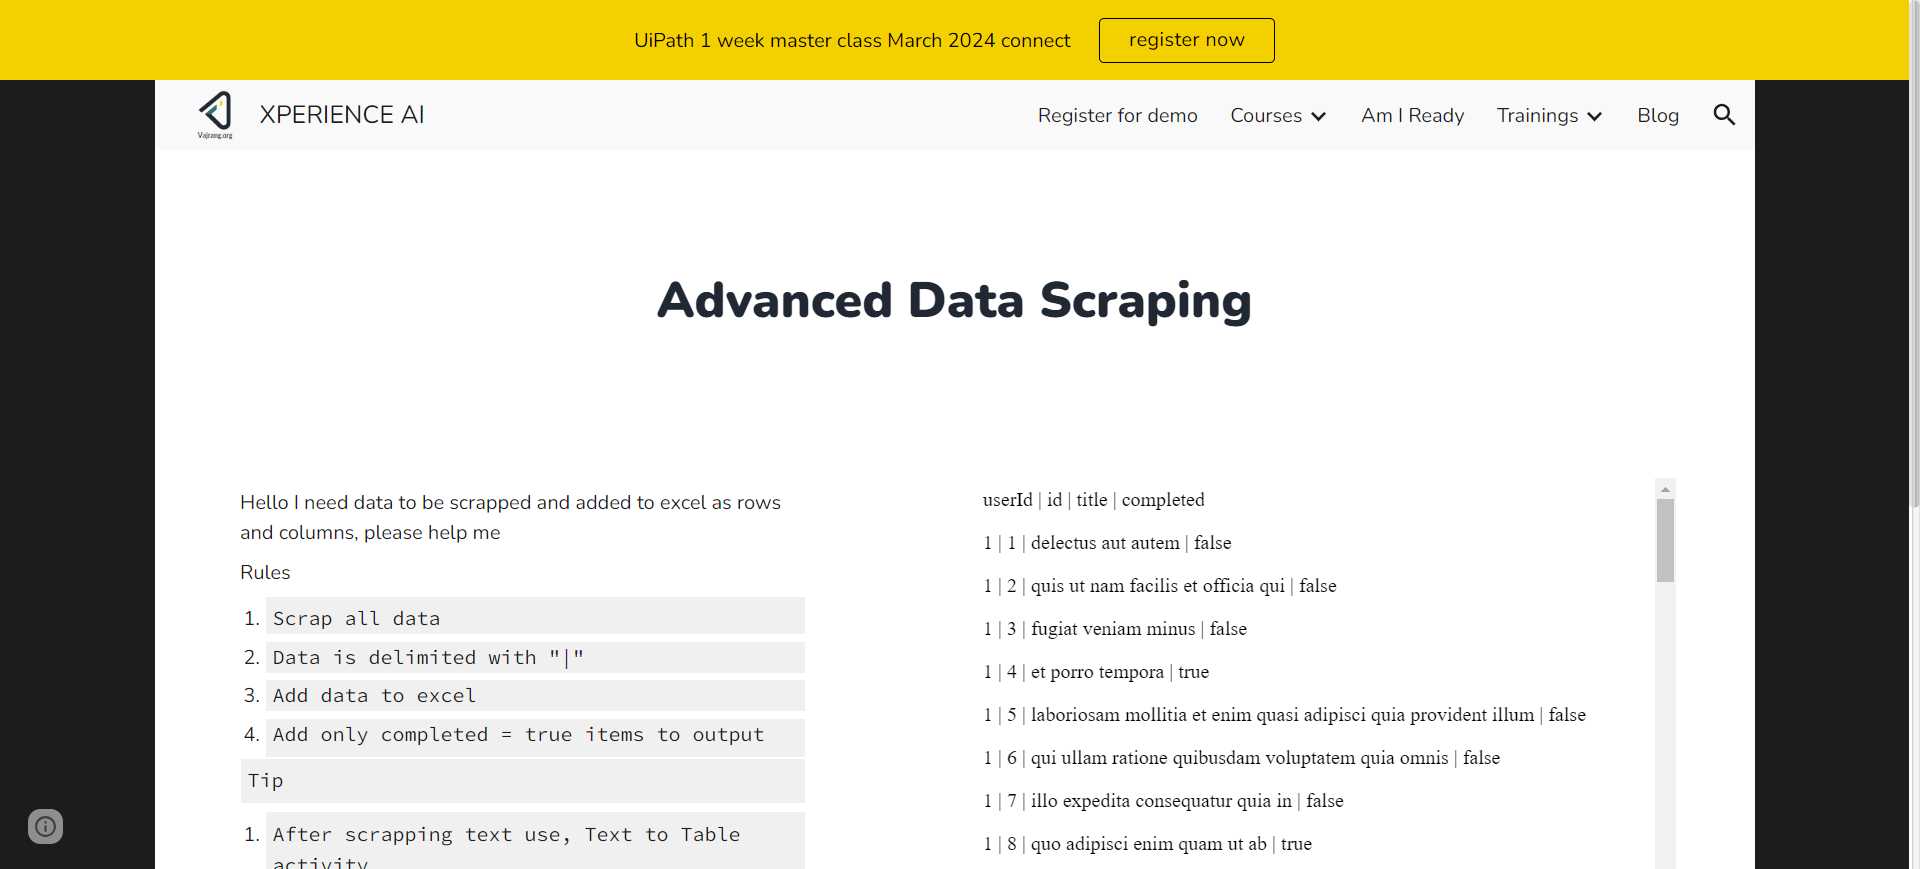 UiPath 1 week master class March 2024 connect
register now
Vajrang.org
XPERIENCE AI
Register for demo
Courses
Am I Ready
Trainings
Blog
Advanced Data Scraping
Hello I need data to be scrapped and added to excel as rows
and columns, please help me
Rules
1. Scrap all data
2. Data is delimited with "|"
3. Add data to excel
4. Add only completed = true items to output
Tip
1. After scrapping text use, Text to Table
activity
userId | id | title | completed
1 | 1 | delectus aut autem | false
1 | 2 | quis ut nam facilis et officia qui | false
1 | 3 | fugiat veniam minus | false
1 | 4 | et porro tempora | true
1 | 5 | laboriosam mollitia et enim quasi adipisci quia provident illum | false
1 | 6 | qui ullam ratione quibusdam voluptatem quia omnis | false
1 | 7 | illo expedita consequatur quia in | false
1 | 8 | quo adipisci enim quam ut ab | true